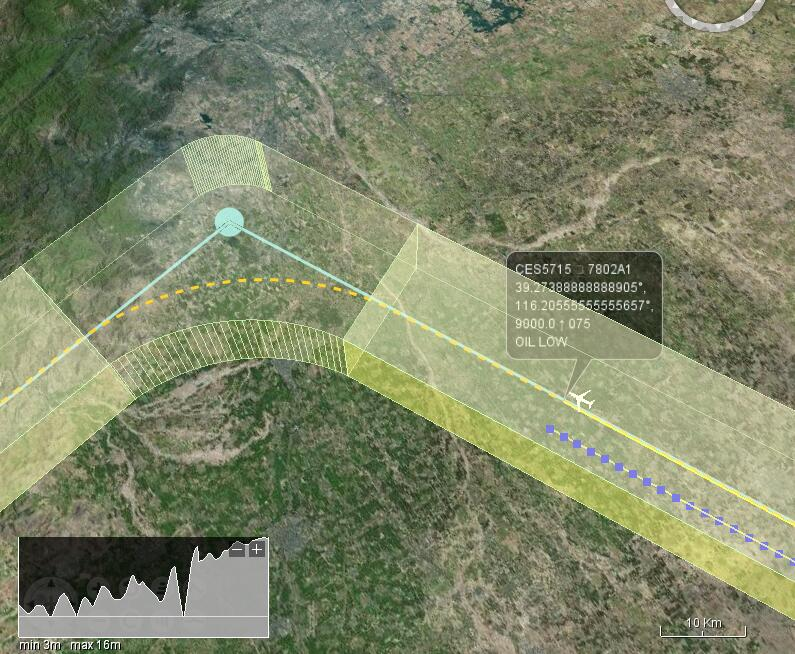 CES5715 □ 7802A1
39.27388888888905°,
116.20555555555657°,
9000.0 ↑ 075
OIL LOW
− +
min 3m max 16m
10 Km